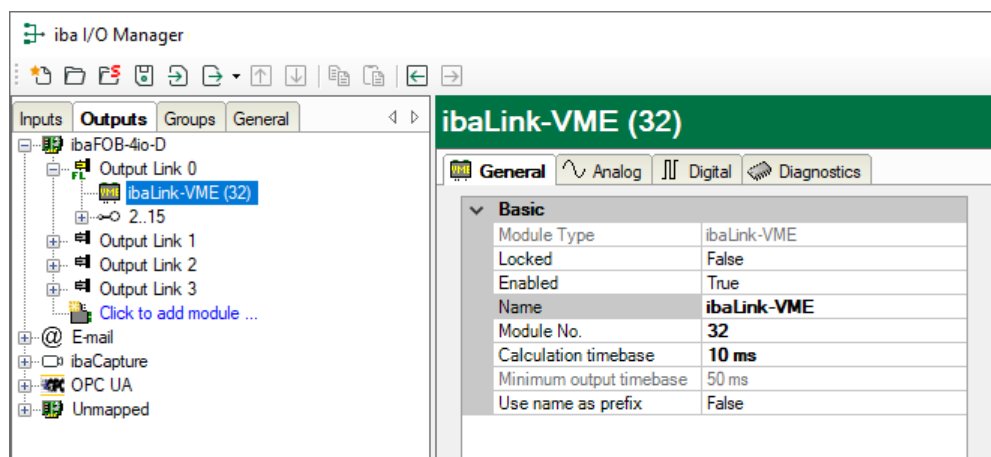 iba I/O Manager
Inputs Outputs Groups General
ibaFOB-4io-D
Output Link 0
FL
ibaLink-VME (32)
2..15
Output Link 1
Output Link 2
Output Link 3
Click to add module ...
E-mail
ibaCapture
OPC UA
Unmapped
ibaLink-VME (32)
General Analog Digital Diagnostics
Basic
Module Type ibaLink-VME
Locked False
Enabled True
Name ibaLink-VME
Module No. 32
Calculation timebase 10 ms
Minimum output timebase 50 ms
Use name as prefix False